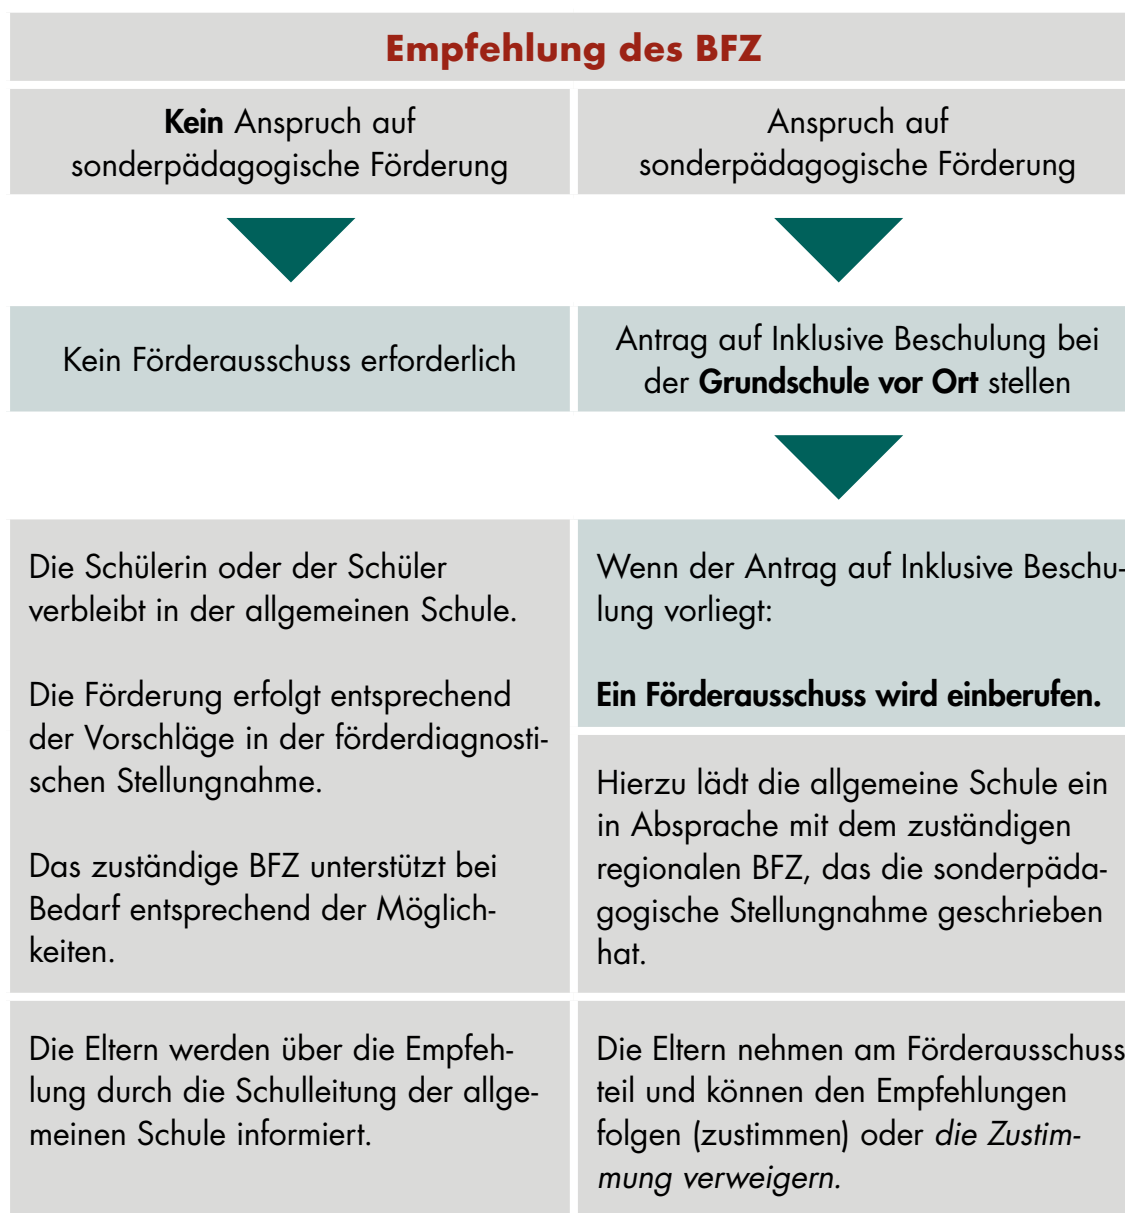 Empfehlung des BFZ
Kein Anspruch auf
sonderpädagogische Förderung
Anspruch auf
sonderpädagogische Förderung
Kein Förderausschuss erforderlich
Antrag auf Inklusive Beschulung bei
der Grundschule vor Ort stellen
Die Schülerin oder der Schüler
verbleibt in der allgemeinen Schule.
Die Förderung erfolgt entsprechend
der Vorschläge in der förderdiagnosti-
schen Stellungnahme.
Das zuständige BFZ unterstützt bei
Bedarf entsprechend der Möglich-
keiten.
Wenn der Antrag auf Inklusive Beschu-
lung vorliegt:
Ein Förderausschuss wird einberufen.
Hierzu lädt die allgemeine Schule ein
in Absprache mit dem zuständigen
regionalen BFZ, das die sonderpäda-
gogische Stellungnahme geschrieben
hat.
Die Eltern werden über die Empfeh-
lung durch die Schulleitung der allge-
meinen Schule informiert.
Die Eltern nehmen am Förderausschuss
teil und können den Empfehlungen
folgen (zustimmen) oder die Zustim-
mung verweigern.